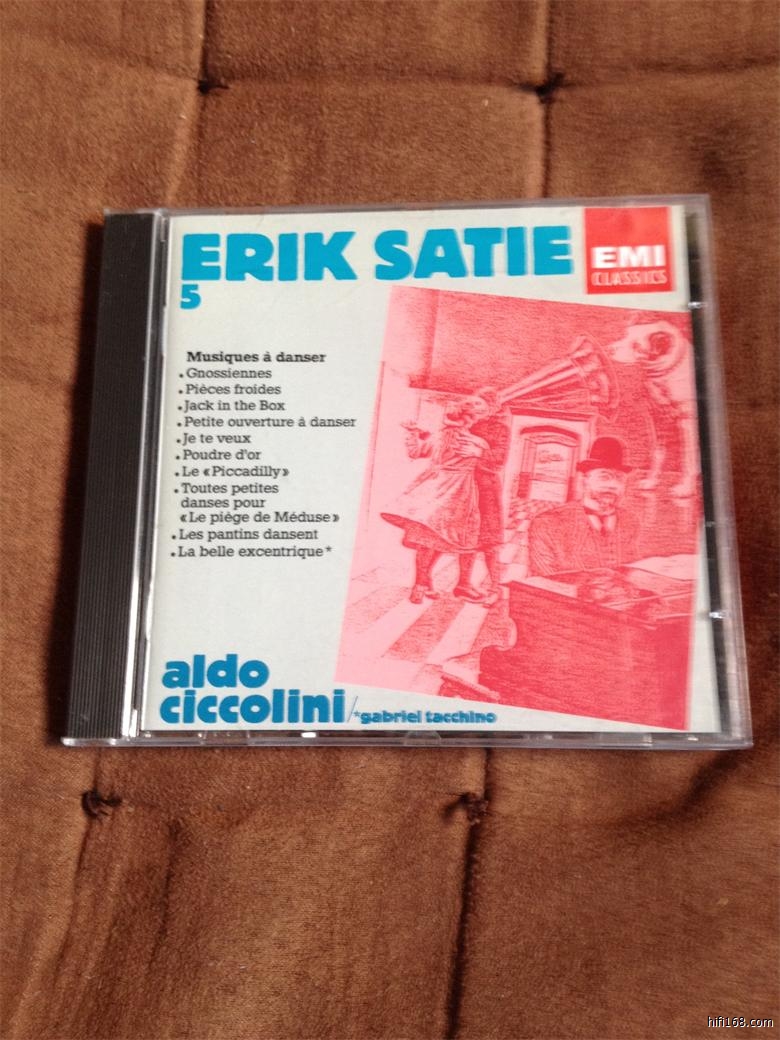 ERIK SATIE
EMI
CLASSICS
5
Musiques à danser
• Gnossiennes
• Pièces froides
• Jack in the Box
• Petite ouverture à danser
• Je te veux
• Poudre d'or
• Le «Piccadilly»
• Toutes petites
danses pour
«Le piège de Méduse»
• Les pantins dansent
• La belle excentrique*
aldo
ciccolini/*gabriel tacchino
hifi168.com